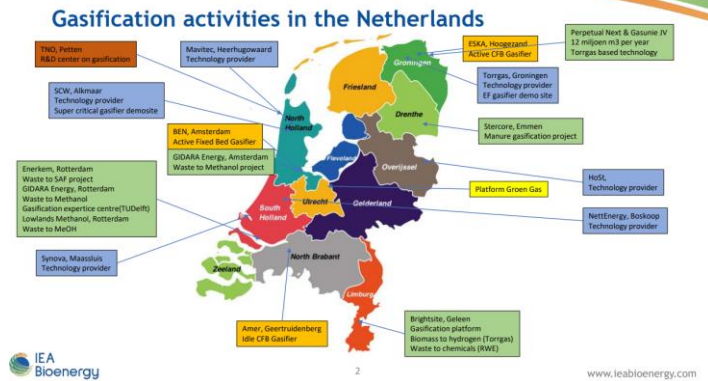 Gasification activities in the Netherlands
TNO, Petten
R&D center on gasification
Mavitec, Heerhugowaard
Technology provider
ESKA, Hoogezand
Active CFB Gasifier
Perpetual Next & Gasunie JV
12 miljoen m3 per year
Torrgas based technology
SCW, Alkmaar
Technology provider
Super critical gasifier demosite
Torrgas, Groningen
Technology provider
EF gasifier demo site
BEN, Amsterdam
Active Fixed Bed Gasifier
GIDARA Energy, Amsterdam
Waste to Methanol project
Stercore, Emmen
Manure gasification project
Enerkem, Rotterdam
Waste to SAF project
GIDARA Energy, Rotterdam
Waste to Methanol
Gasification expertice centre(TUDelft)
Lowlands Methanol, Rotterdam
Waste to MeOH
HoSt,
Technology provider
Platform Groen Gas
NettEnergy, Boskoop
Technology provider
Synova, Maassluis
Technology provider
Amer, Geertruidenberg
Idle CFB Gasifier
Brightsite, Geleen
Gasification platform
Biomass to hydrogen (Torrgas)
Waste to chemicals (RWE)
Groningen
Friesland
Drenthe
North
Holland
Flevoland
Overijssel
South
Holland
Utrecht
Gelderland
Zeeland
North Brabant
Limburg
IEA
Bioenergy
2
www.ieabioenergy.com